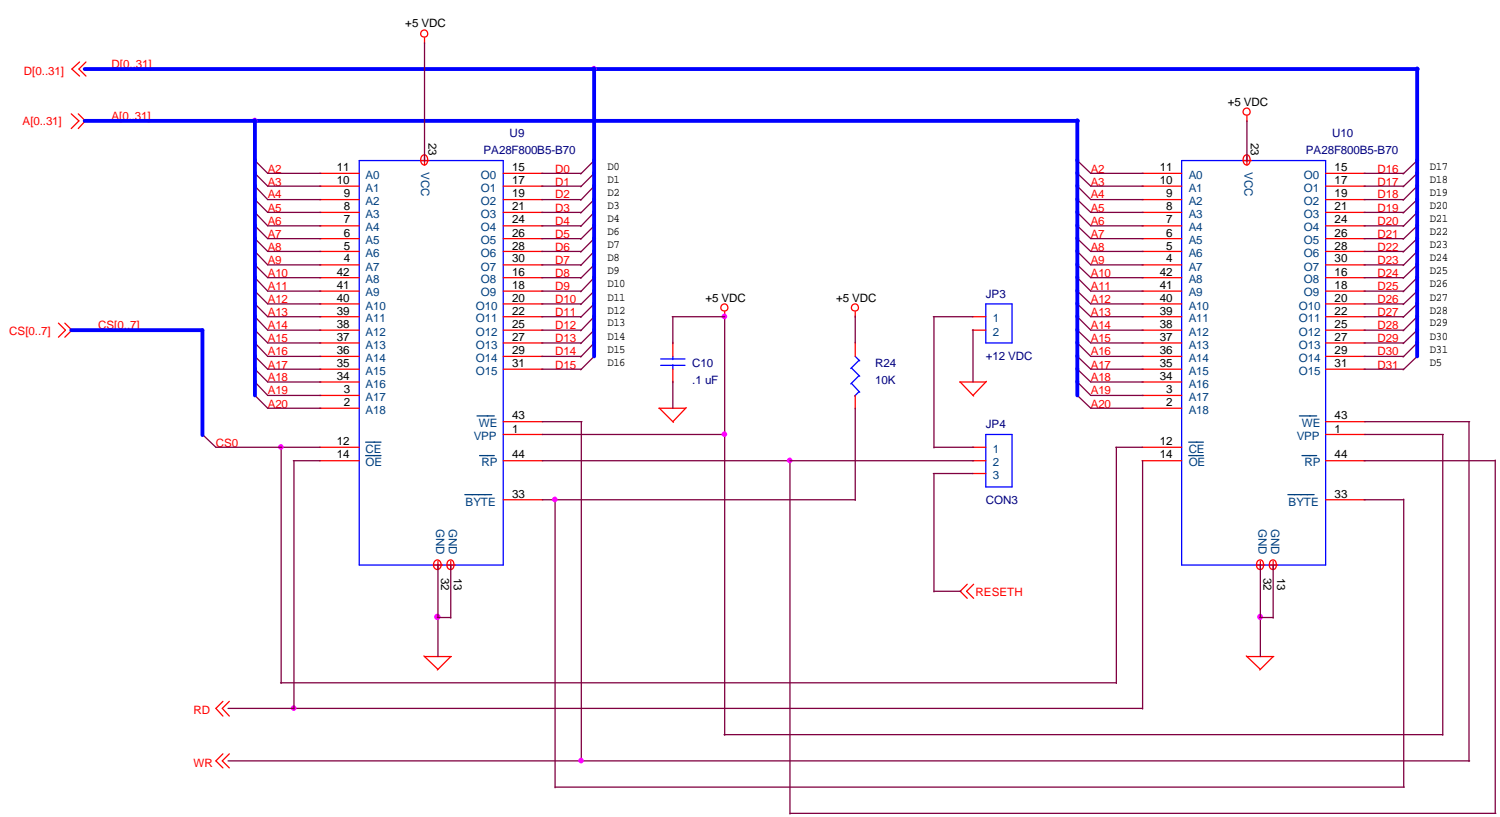 +5 VDC
D[0..31]
D[0..31]
+5 VDC
A[0..31]
A[0..31]
U9
PA28F800B5-B70
23
VCC
A2 11 A0 O0 15 D0 D0
A3 10 A1 O1 17 D1 D1
A4 9 A2 O2 19 D2 D2
A5 8 A3 O3 21 D3 D3
A6 7 A4 O4 24 D4 D4
A7 6 A5 O5 26 D5 D6
A8 5 A6 O6 28 D6 D7
A9 4 A7 O7 30 D7 D8
A10 42 A8 O8 16 D8 D9
A11 41 A9 O9 18 D9 D10
A12 40 A10 O10 20 D10 D11
A13 39 A11 O11 22 D11 D12
A14 38 A12 O12 25 D12 D13
A15 37 A13 O13 27 D13 D14
A16 36 A14 O14 29 D14 D15
A17 35 A15 O15 31 D15 D16
A18 34 A16
A19 3 A17
A20 2 A18
WE 43
VPP 1
12 CE
14 OE
RP 44
BYTE 33
GND GND
32 13
CS[0..7]
CS[0..7]
CS0
+5 VDC
C10
.1 uF
+5 VDC
R24
10K
JP3
1
2
+12 VDC
JP4
1
2
3
CON3
RESETH
U10
PA28F800B5-B70
23
VCC
A2 11 A0 O0 15 D16 D17
A3 10 A1 O1 17 D17 D18
A4 9 A2 O2 19 D18 D19
A5 8 A3 O3 21 D19 D20
A6 7 A4 O4 24 D20 D21
A7 6 A5 O5 26 D21 D22
A8 5 A6 O6 28 D22 D23
A9 4 A7 O7 30 D23 D24
A10 42 A8 O8 16 D24 D25
A11 41 A9 O9 18 D25 D26
A12 40 A10 O10 20 D26 D27
A13 39 A11 O11 22 D27 D28
A14 38 A12 O12 25 D28 D29
A15 37 A13 O13 27 D29 D30
A16 36 A14 O14 29 D30 D31
A17 35 A15 O15 31 D31 D5
A18 34 A16
A19 3 A17
A20 2 A18
WE 43
VPP 1
12 CE
14 OE
RP 44
BYTE 33
GND GND
32 13
RD
WR